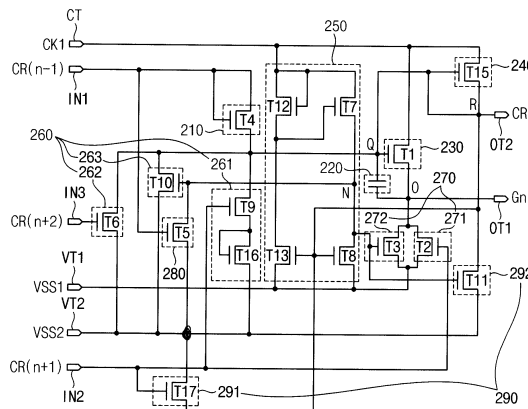 CT
CK1
250
CR(n-1)
IN1
T15
240
R
CR
OT2
T12
T7
T4
210
260
263
261
262
Q
T1
230
220
N
O
Gn
OT1
270
272
271
IN3
T10
CR(n+2)
T6
T9
T5
280
T16
T13
T8
T3
T2
292
T11
VT1
VSS1
VT2
VSS2
CR(n+1)
IN2
T17
291
290